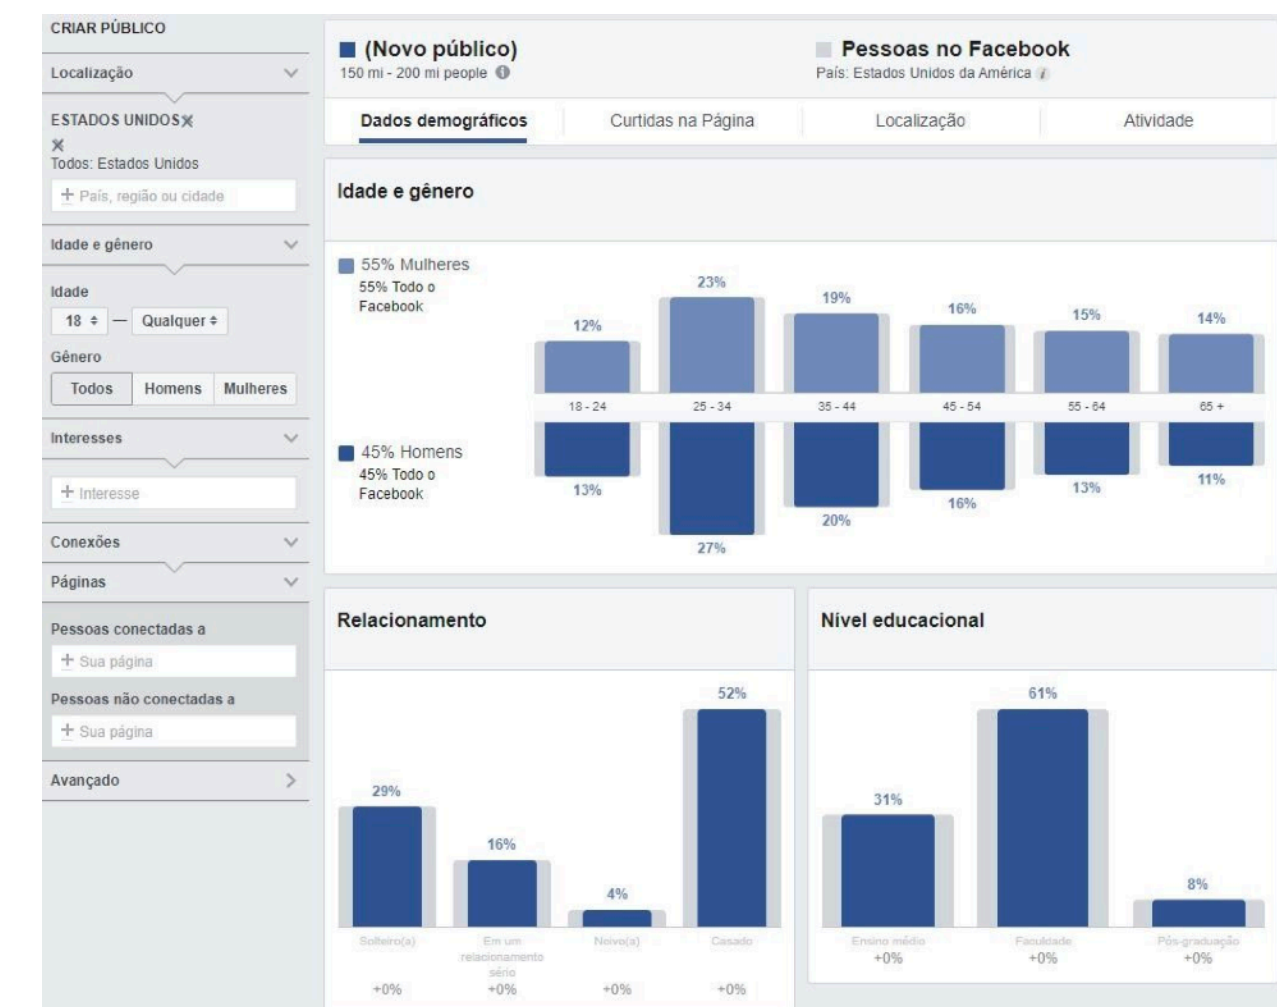 CRIAR PÚBLICO
Localização
ESTADOS UNIDOS
Todos: Estados Unidos
+ País, região ou cidade
Idade e gênero
Idade
18 — Qualquer
Gênero
Todos Homens Mulheres
Interesses
+ Interesse
Conexões
Páginas
Pessoas conectadas a
+ Sua página
Pessoas não conectadas a
+ Sua página
Avançado
(Novo público)
150 mi - 200 mi people
Pessoas no Facebook
País: Estados Unidos da América
Dados demográficos Curtidas na Página Localização Atividade
Idade e gênero
55% Mulheres
55% Todo o
Facebook
12% 23% 19% 16% 15% 14%
18 - 24 25 - 34 35 - 44 45 - 54 55 - 64 65 +
45% Homens
45% Todo o
Facebook
13% 27% 20% 16% 13% 11%
Relacionamento
29% 16% 4% 52%
Solteiro(a) Em um Noivo(a) Casado
relacionamento
sério
+0% +0% +0% +0%
Nível educacional
31% 61% 8%
Ensino médio Faculdade Pós-graduação
+0% +0% +0%